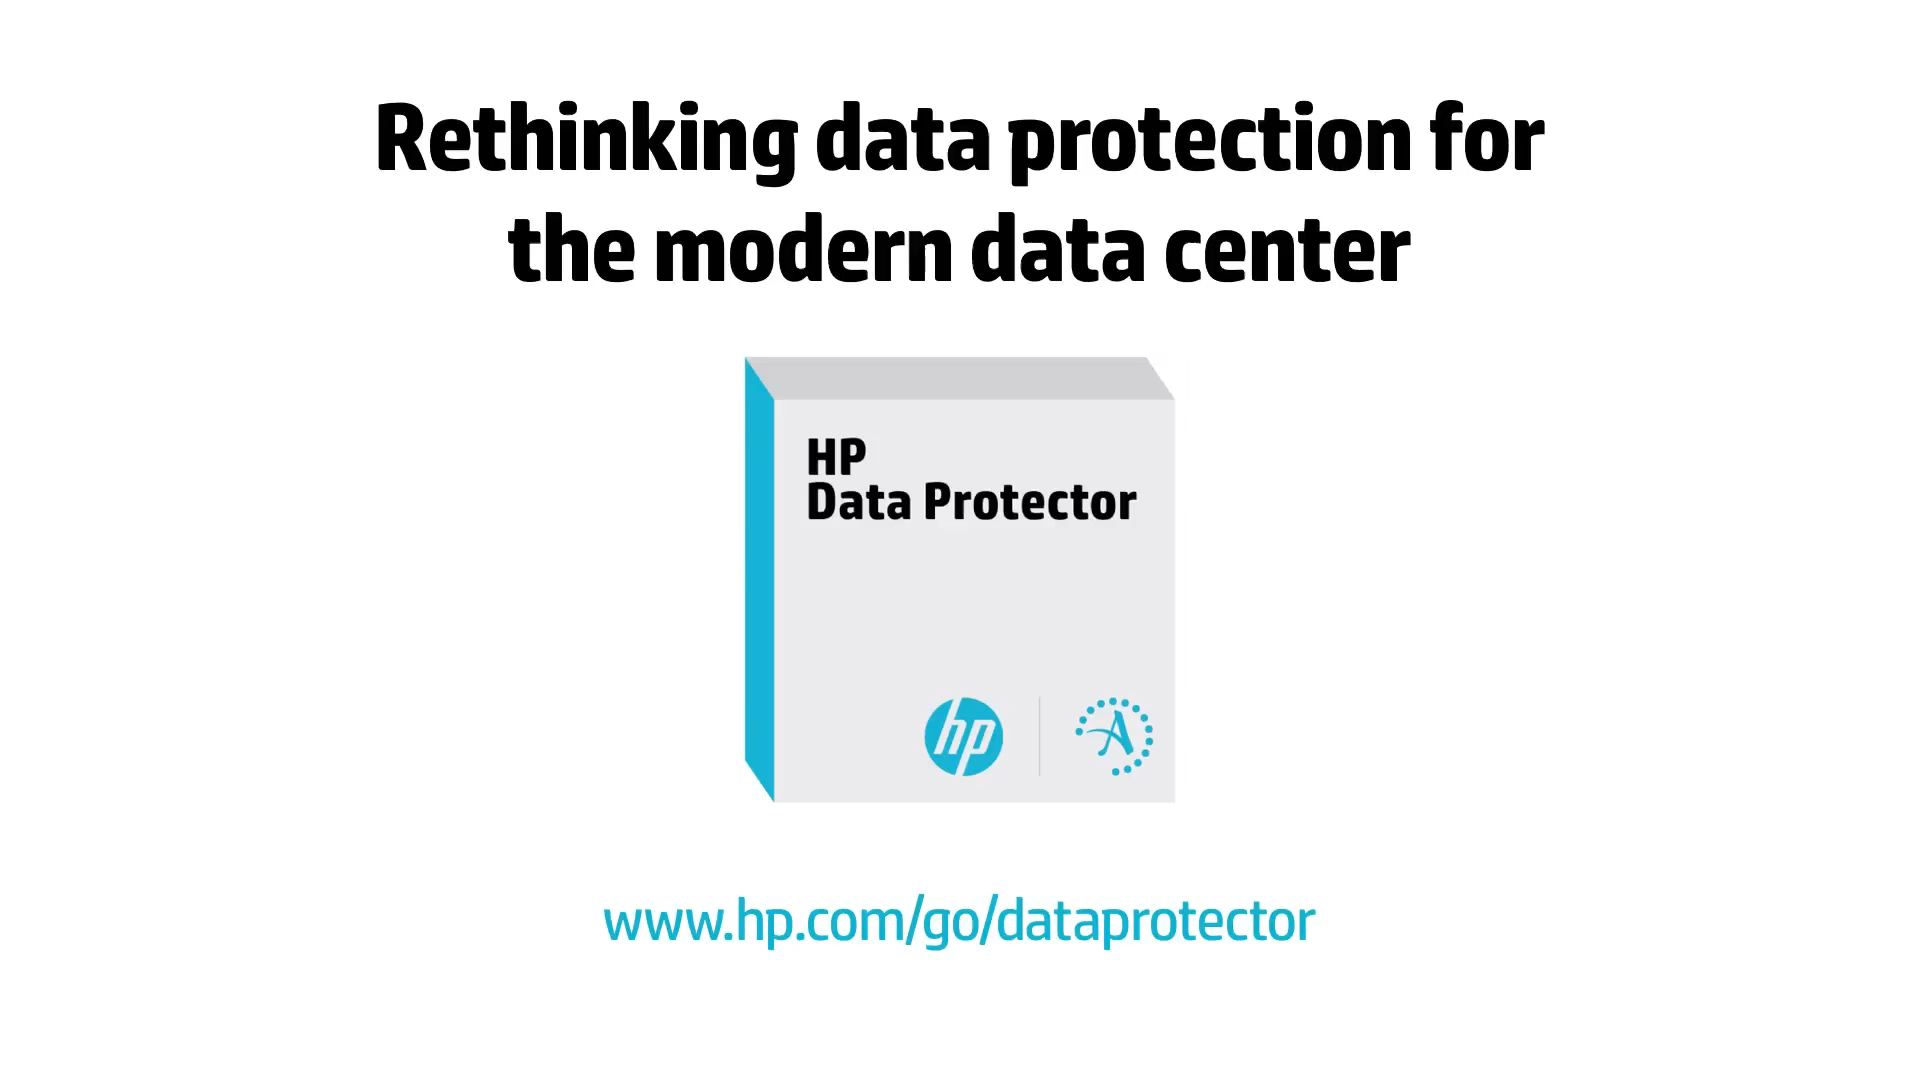 Rethinking data protection for
the modern data center
HP
Data Protector
hp
A
www.hp.com/go/dataprotector